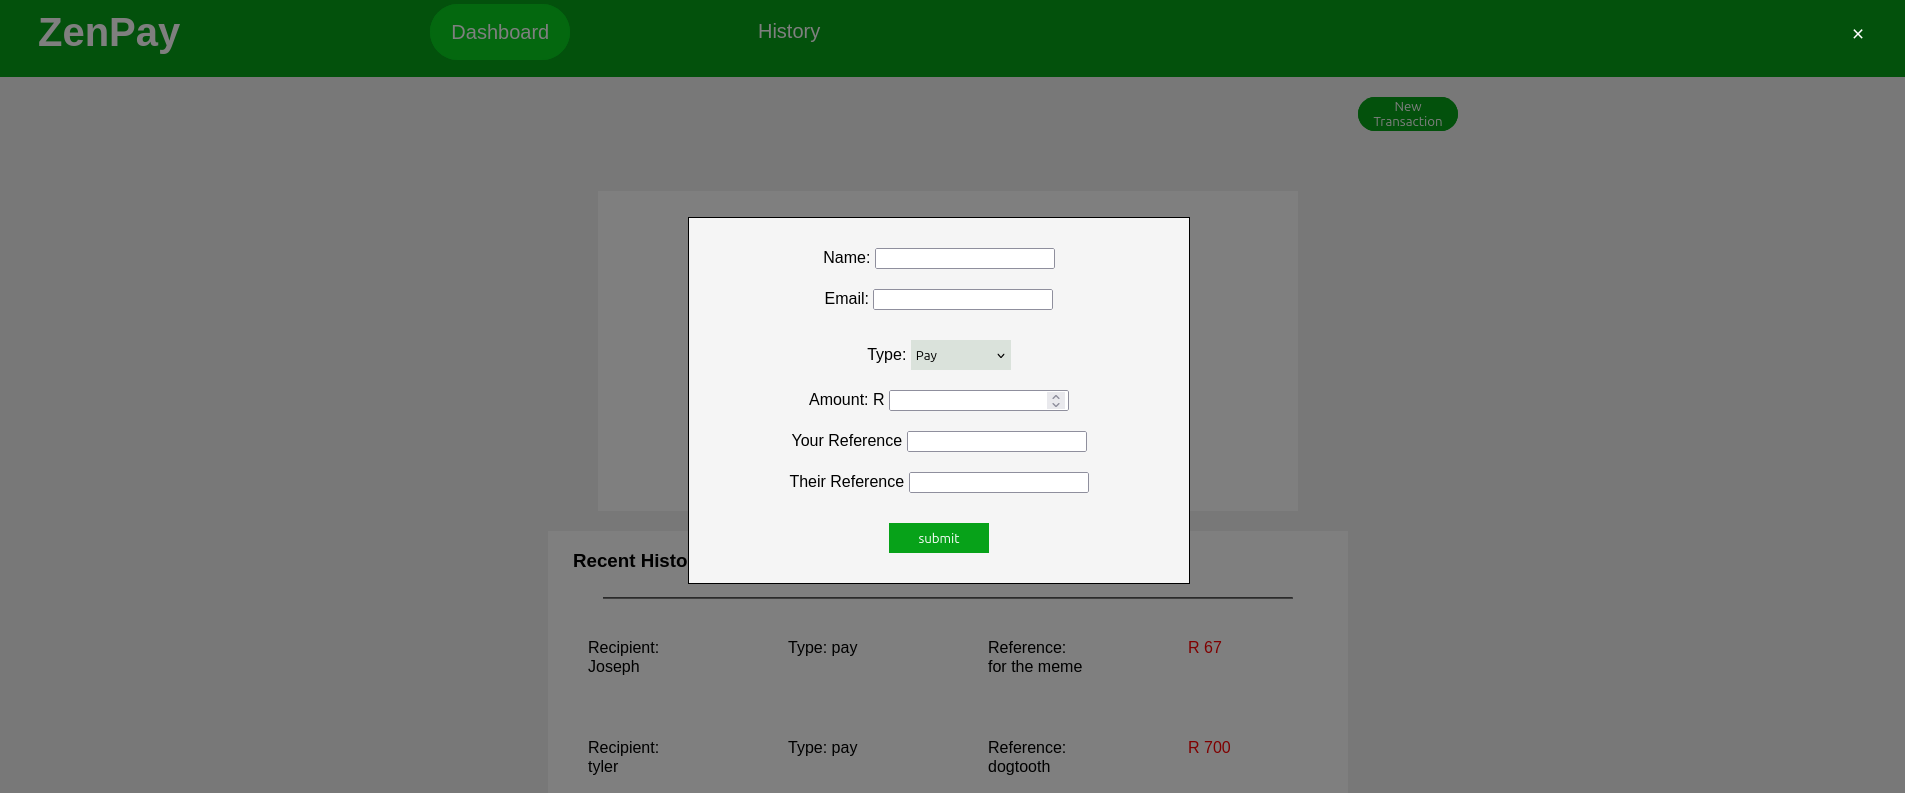 ZenPay
Dashboard
History
×
New
Transaction
Name:
Email:
Type: Pay
Amount: R
Your Reference
Their Reference
submit
Recent Histo
Recipient:
Joseph
Type: pay
Reference:
for the meme
R 67
Recipient:
tyler
Type: pay
Reference:
dogtooth
R 700